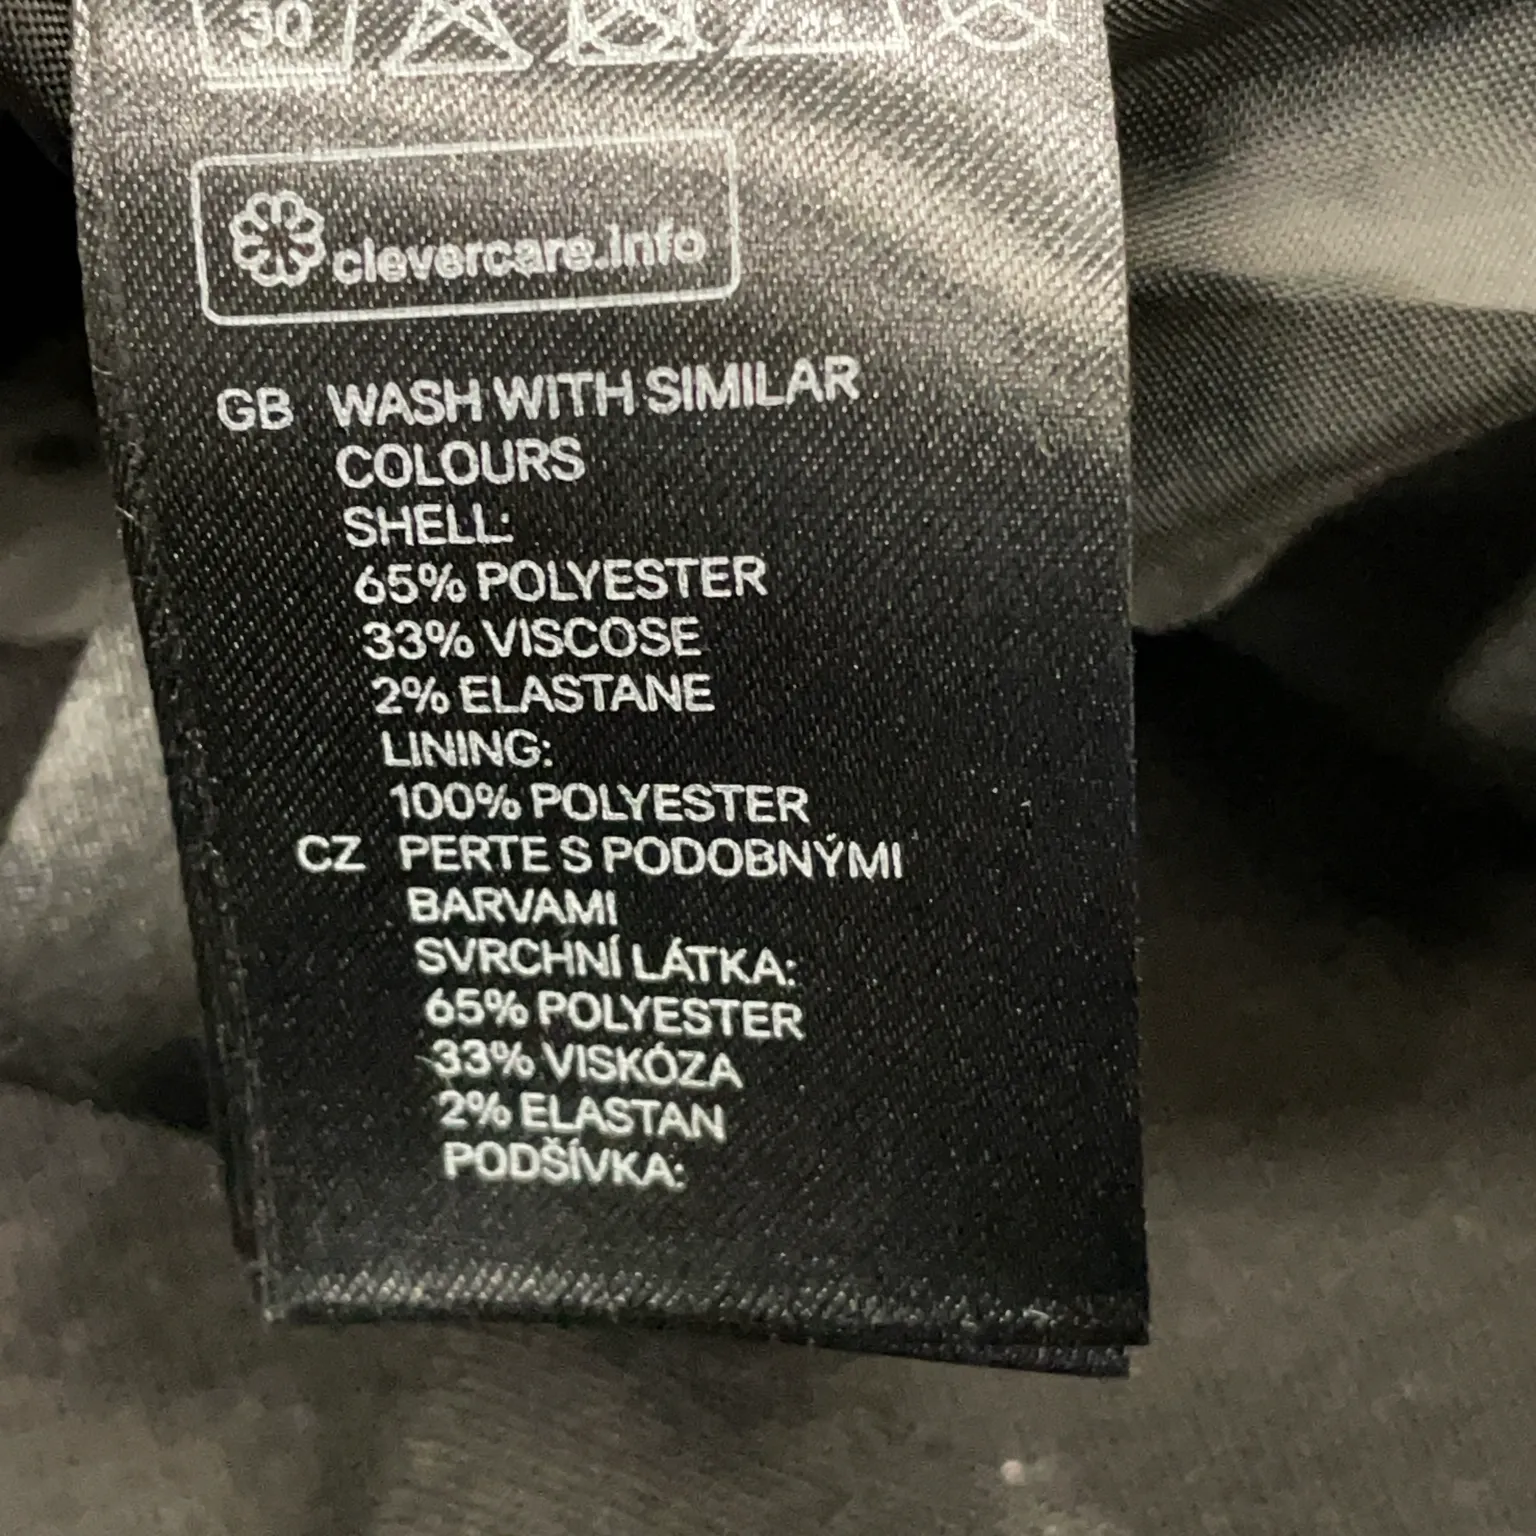 30
clevercare.info
GB WASH WITH SIMILAR
COLOURS
SHELL:
65% POLYESTER
33% VISCOSE
2% ELASTANE
LINING:
100% POLYESTER
CZ PERTE S PODOBNÝMI
BARVAMI
SVRCHNÍ LÁTKA:
65% POLYESTER
33% VISKÓZA
2% ELASTAN
PODŠÍVKA: